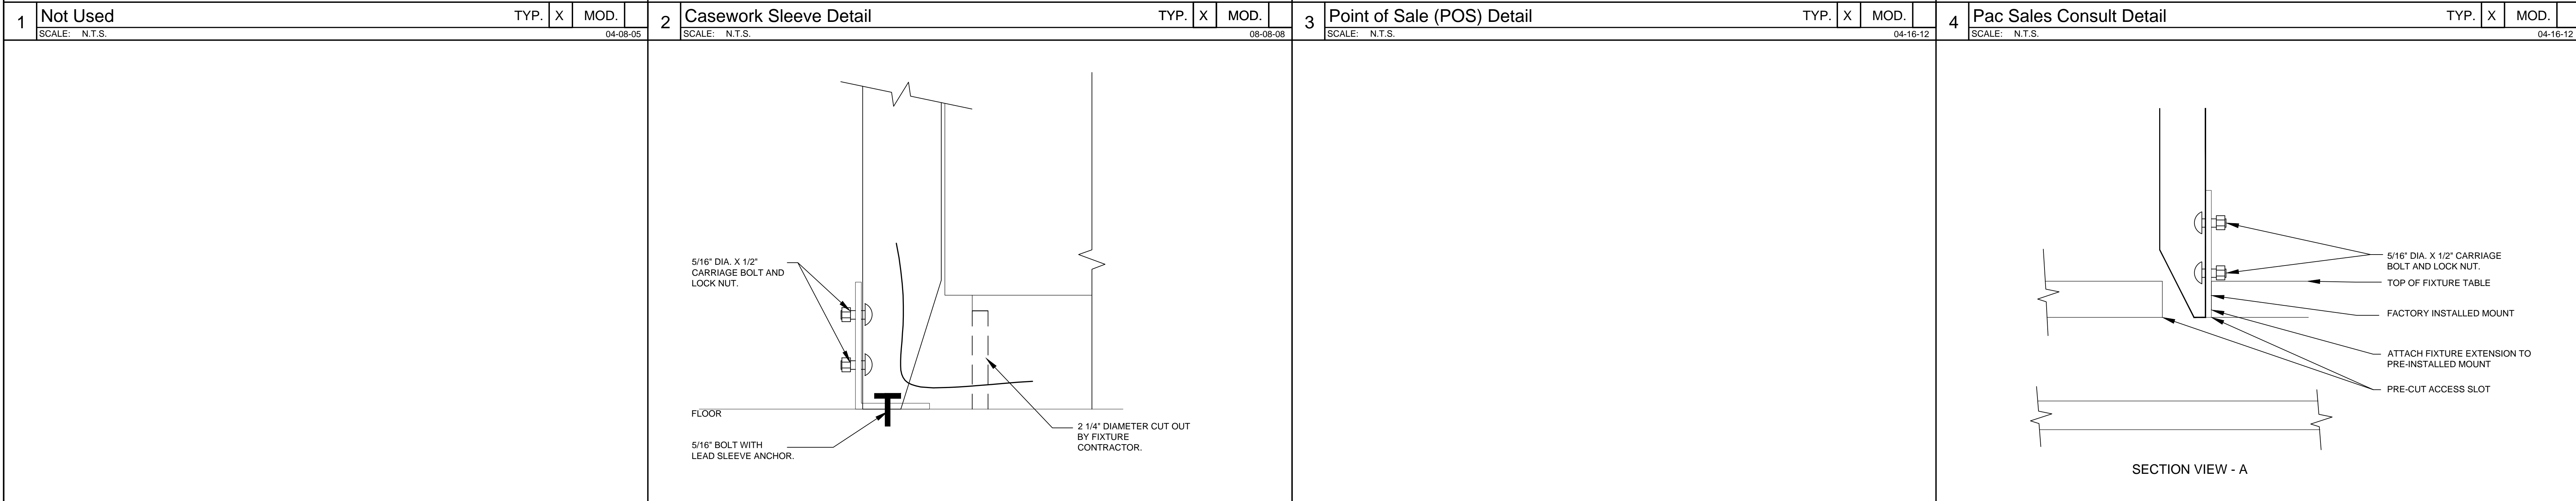 1
Not Used
TYP. X MOD.
SCALE: N.T.S.
04-08-05
2
Casework Sleeve Detail
TYP. X MOD.
SCALE: N.T.S.
08-08-08
5/16" DIA. X 1/2"
CARRIAGE BOLT AND
LOCK NUT.
FLOOR
5/16" BOLT WITH
LEAD SLEEVE ANCHOR.
2 1/4" DIAMETER CUT OUT
BY FIXTURE
CONTRACTOR.
3
Point of Sale (POS) Detail
TYP. X MOD.
SCALE: N.T.S.
04-16-12
4
Pac Sales Consult Detail
TYP. X MOD.
SCALE: N.T.S.
04-16-12
5/16" DIA. X 1/2" CARRIAGE
BOLT AND LOCK NUT.
TOP OF FIXTURE TABLE
FACTORY INSTALLED MOUNT
ATTACH FIXTURE EXTENSION TO
PRE-INSTALLED MOUNT
PRE-CUT ACCESS SLOT
SECTION VIEW - A